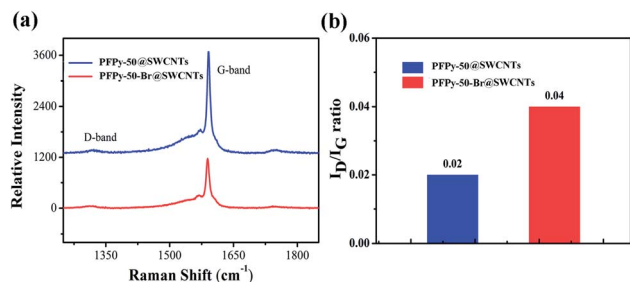 (a)
3600
2400
1200
0
Relative Intensity
PFPy-50@SWCNTs
PFPy-50-Br@SWCNTs
G-band
D-band
1350
1500
1650
1800
Raman Shift (cm⁻¹)
(b)
0.06
0.04
0.02
0.00
I_D/I_G ratio
PFPy-50@SWCNTs
PFPy-50-Br@SWCNTs
0.02
0.04